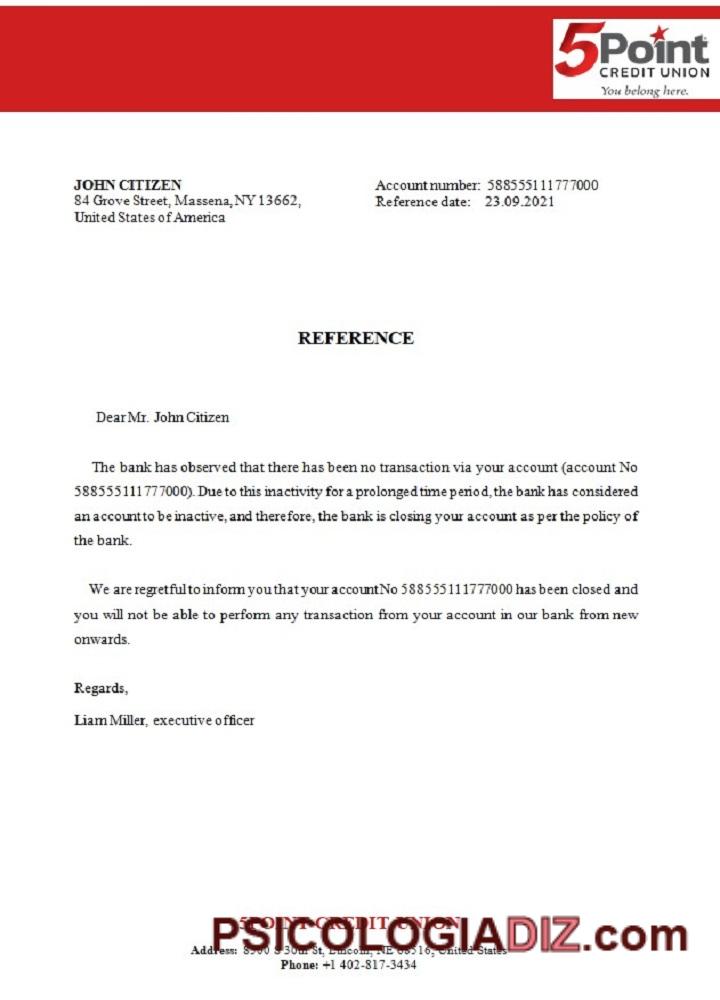 5Point
CREDIT UNION
You belong here.
JOHN CITIZEN
84 Grove Street, Massena, NY 13662,
United States of America
Account number: 588555111777000
Reference date: 23.09.2021
REFERENCE
Dear Mr. John Citizen
The bank has observed that there has been no transaction via your account (account No
588555111777000). Due to this inactivity for a prolonged time period, the bank has considered
an account to be inactive, and therefore, the bank is closing your account as per the policy of
the bank.
We are regretful to inform you that your account No 588555111777000 has been closed and
you will not be able to perform any transaction from your account in our bank from new
onwards.
Regards,
Liam Miller, executive officer
5POINT CREDIT UNION
PSICOLOGIADIZ.com
Address: St, Lincoln, NE 68516, United States
Phone: +1 402-817-3434